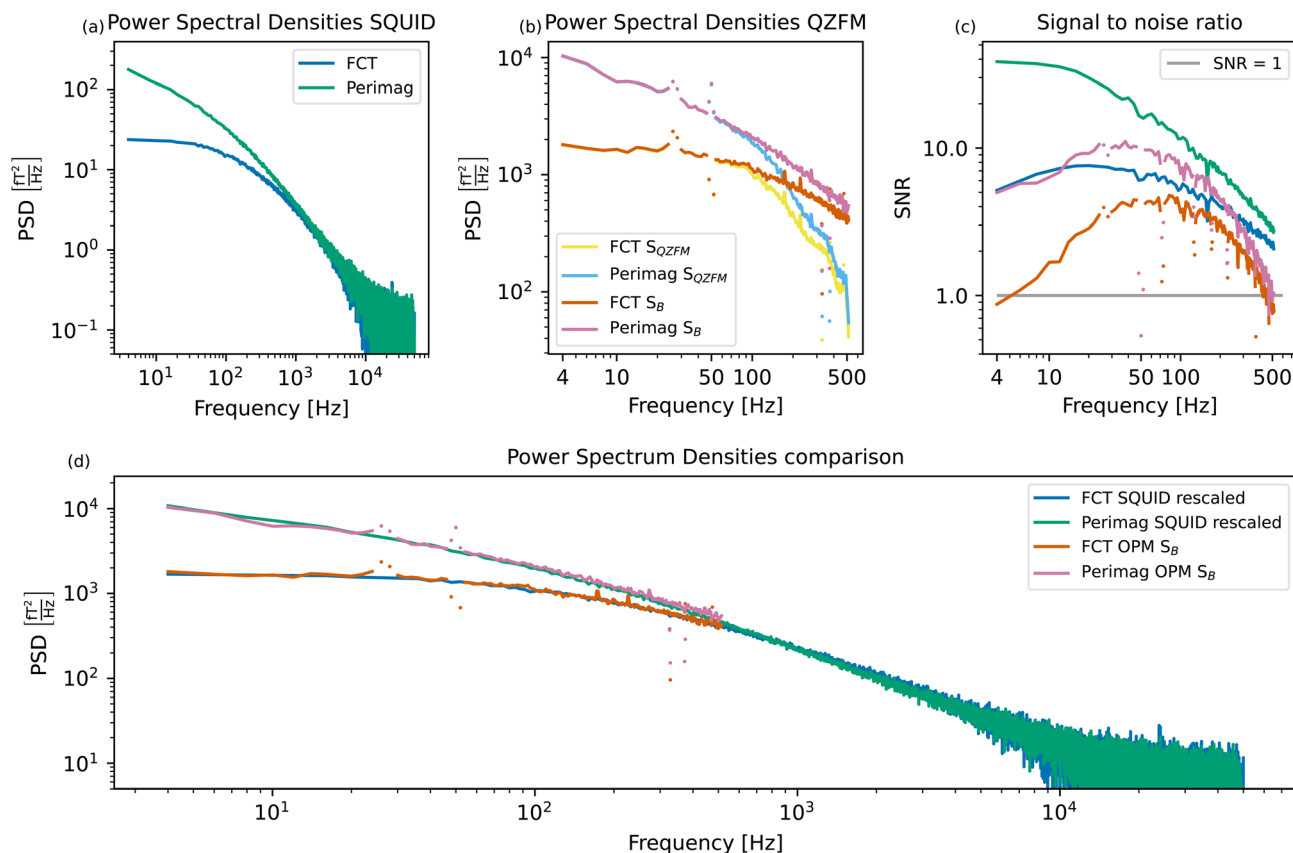 (a) Power Spectral Densities SQUID
FCT
Perimag
10²
10¹
10⁰
10⁻¹
PSD [fT²/Hz]
10¹ 10² 10³ 10⁴
Frequency [Hz]
(b) Power Spectral Densities QZFM
10⁴
10³
10²
PSD [fT²/Hz]
FCT S_QZFM
Perimag S_QZFM
FCT S_B
Perimag S_B
4 10 50 100 500
Frequency [Hz]
(c) Signal to noise ratio
SNR = 1
10.0
1.0
SNR
4 10 50 100 500
Frequency [Hz]
(d) Power Spectrum Densities comparison
FCT SQUID rescaled
Perimag SQUID rescaled
FCT OPM S_B
Perimag OPM S_B
10⁴
10³
10²
10¹
PSD [fT²/Hz]
10¹ 10² 10³ 10⁴
Frequency [Hz]